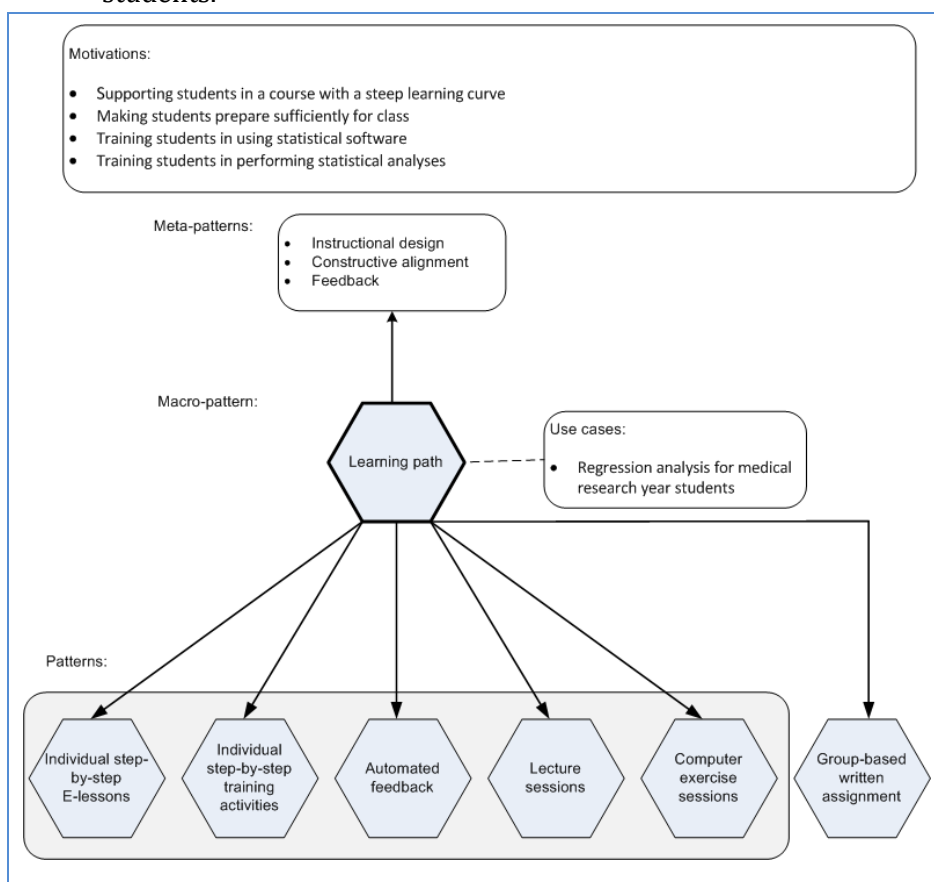 students.
Motivations:
• Supporting students in a course with a steep learning curve
• Making students prepare sufficiently for class
• Training students in using statistical software
• Training students in performing statistical analyses
Meta-patterns:
• Instructional design
• Constructive alignment
• Feedback
Macro-pattern:
Learning path
Use cases:
• Regression analysis for medical
research year students
Patterns:
Individual step-
by-step
E-lessons
Individual
step-by-step
training
activities
Automated
feedback
Lecture
sessions
Computer
exercise
sessions
Group-based
written
assignment